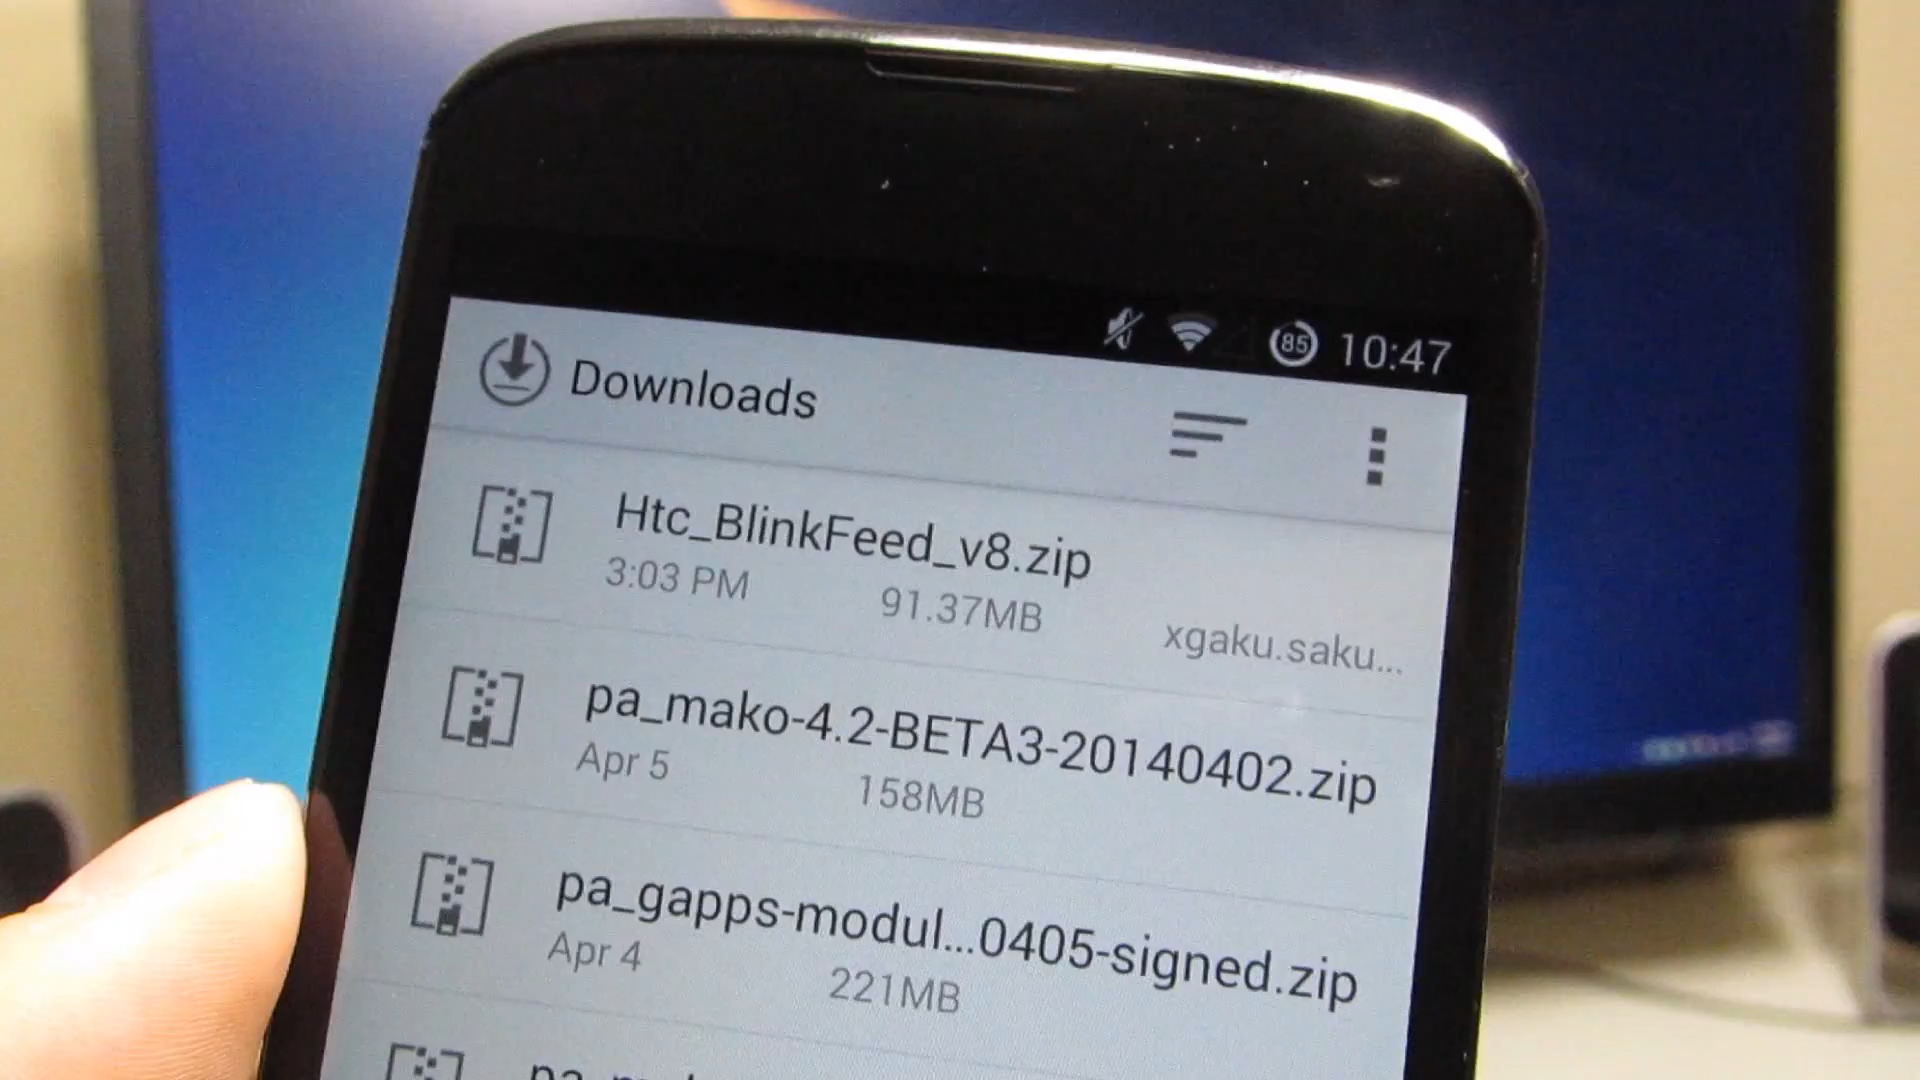 85 10:47
Downloads
Htc_BlinkFeed_v8.zip
3:03 PM 91.37MB xgaku.saku...
pa_mako-4.2-BETA3-20140402.zip
Apr 5 158MB
pa_gapps-modul...0405-signed.zip
Apr 4 221MB